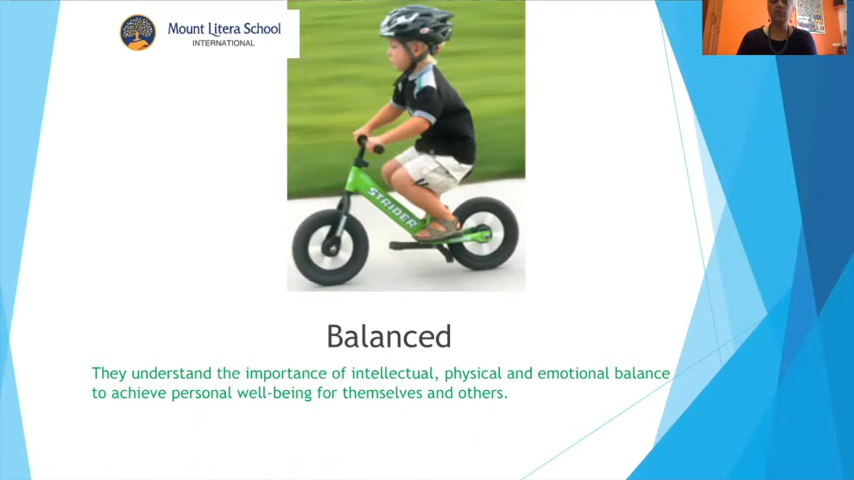 Mount Litera School
INTERNATIONAL
STRIDER
Balanced
They understand the importance of intellectual, physical and emotional balance
to achieve personal well-being for themselves and others.